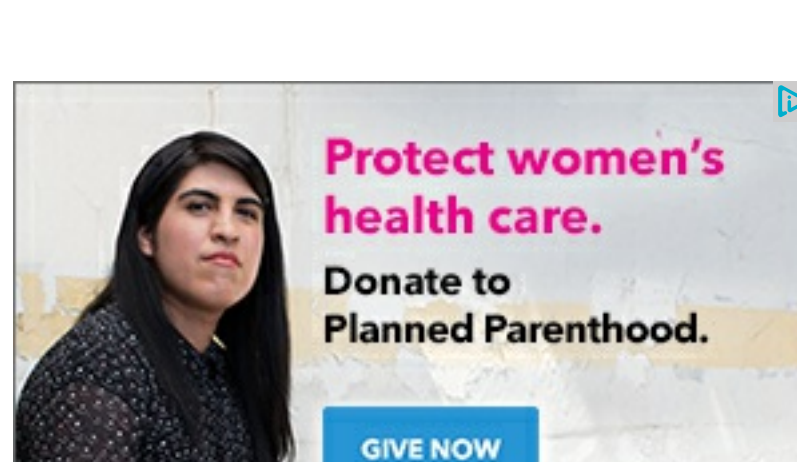 Protect women's
health care.
Donate to
Planned Parenthood.
GIVE NOW